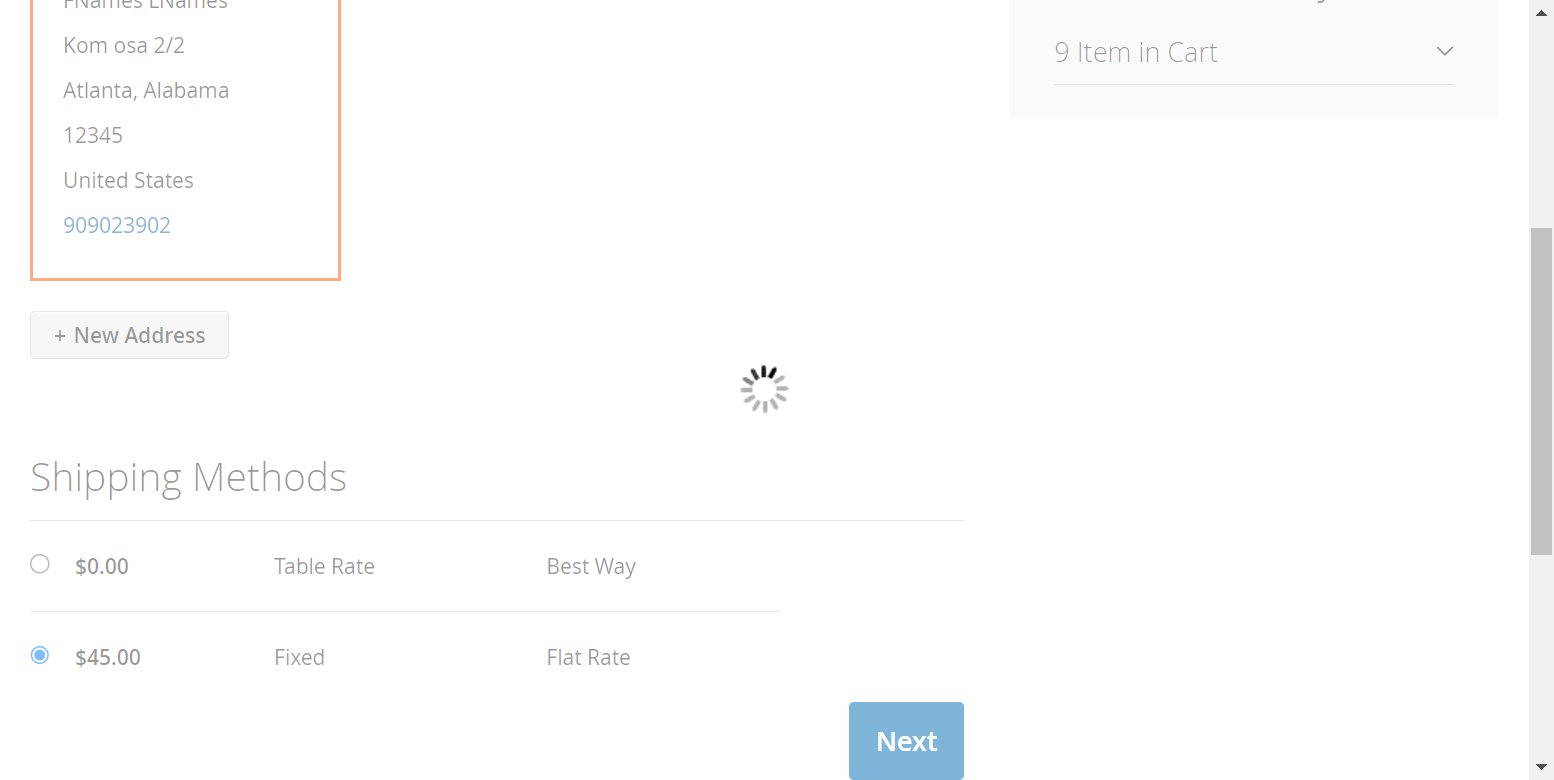 FNames LNames
Kom osa 2/2
Atlanta, Alabama
12345
United States
909023902
+ New Address
9 Item in Cart
Shipping Methods
$0.00 Table Rate Best Way
$45.00 Fixed Flat Rate
Next